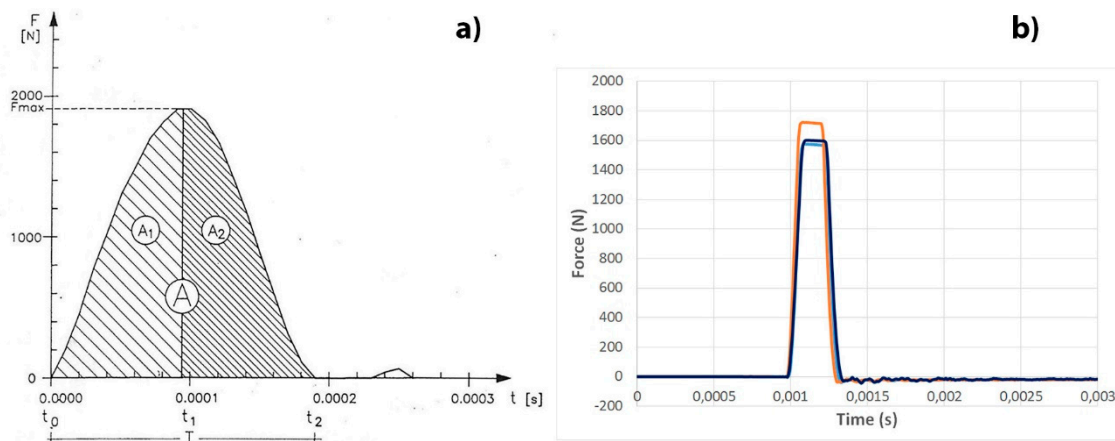 F
[N]
a)
2000
Fmax
A1
A2
1000
A
0
0.0000
0.0001
0.0002
0.0003
t [s]
t0
t1
t2
T
b)
2000
1800
1600
1400
1200
1000
800
600
400
200
0
-200
Force (N)
0
0,0005
0,001
0,0015
0,002
0,0025
0,003
Time (s)